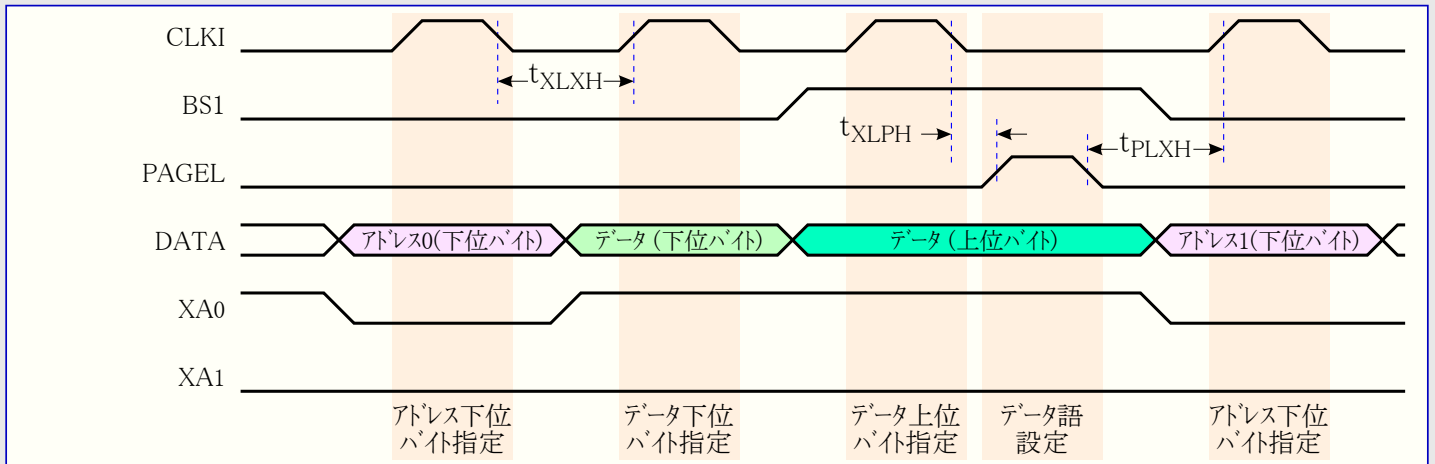 CLKI
tXLXH
BS1
tXLPH
tPLXH
PAGEL
DATA
アドレス0(下位バイト)
データ (下位バイト)
データ (上位バイト)
アドレス1(下位バイト)
XA0
XA1
アドレス下位
バイト指定
データ下位
バイト指定
データ上位
バイト指定
データ語
設定
アドレス下位
バイト指定